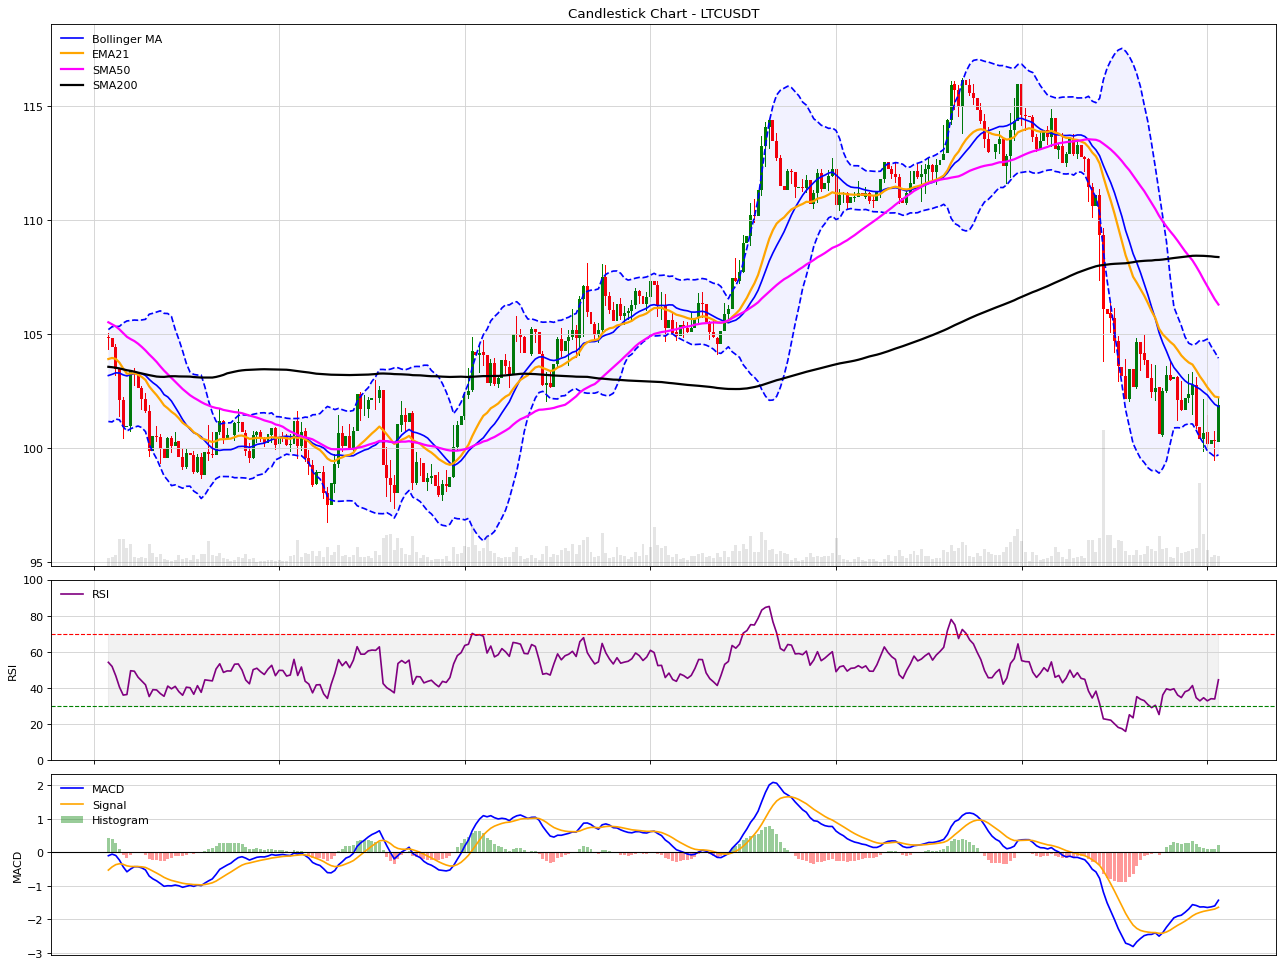 Candlestick Chart - LTCUSDT
Bollinger MA
EMA21
SMA50
SMA200
115
110
105
100
95
RSI
100
80
60
40
20
0
RSI
MACD
Signal
Histogram
2
1
0
−1
−2
−3
MACD